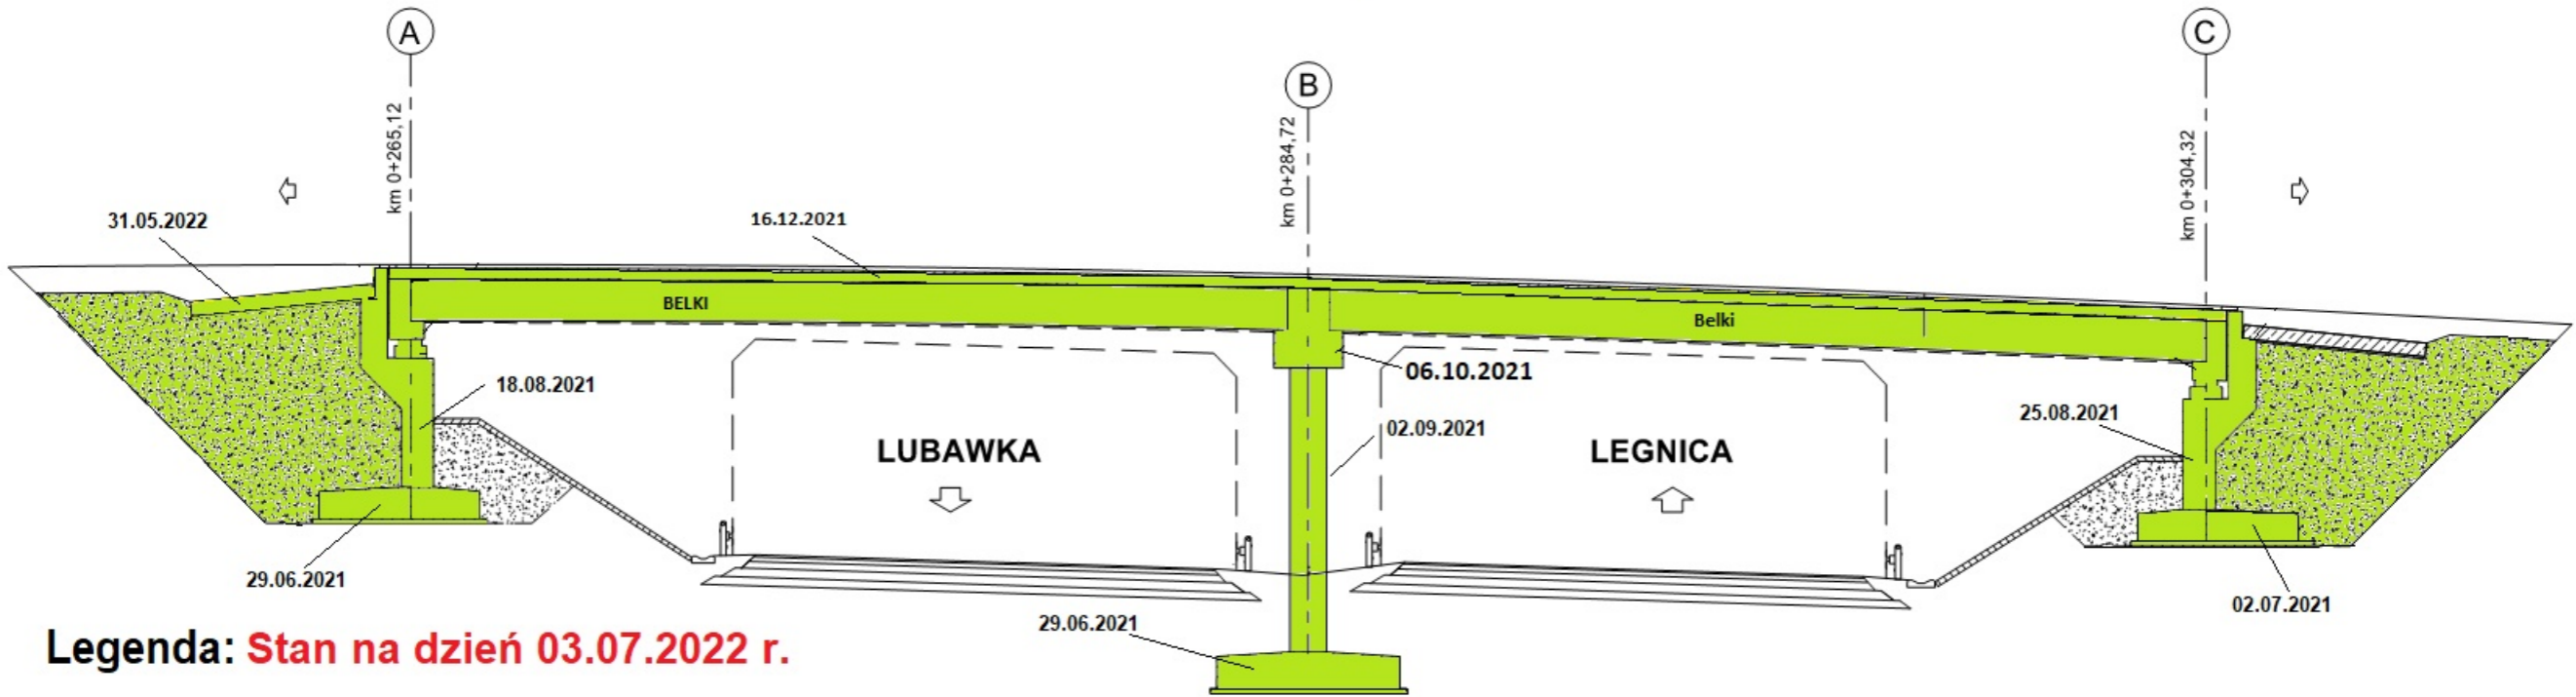 A
B
C
km 0+265,12
km 0+284,72
km 0+304,32
31.05.2022
16.12.2021
BELKI
Belki
18.08.2021
06.10.2021
02.09.2021
25.08.2021
LUBAWKA
LEGNICA
29.06.2021
29.06.2021
02.07.2021
Legenda: Stan na dzień 03.07.2022 r.